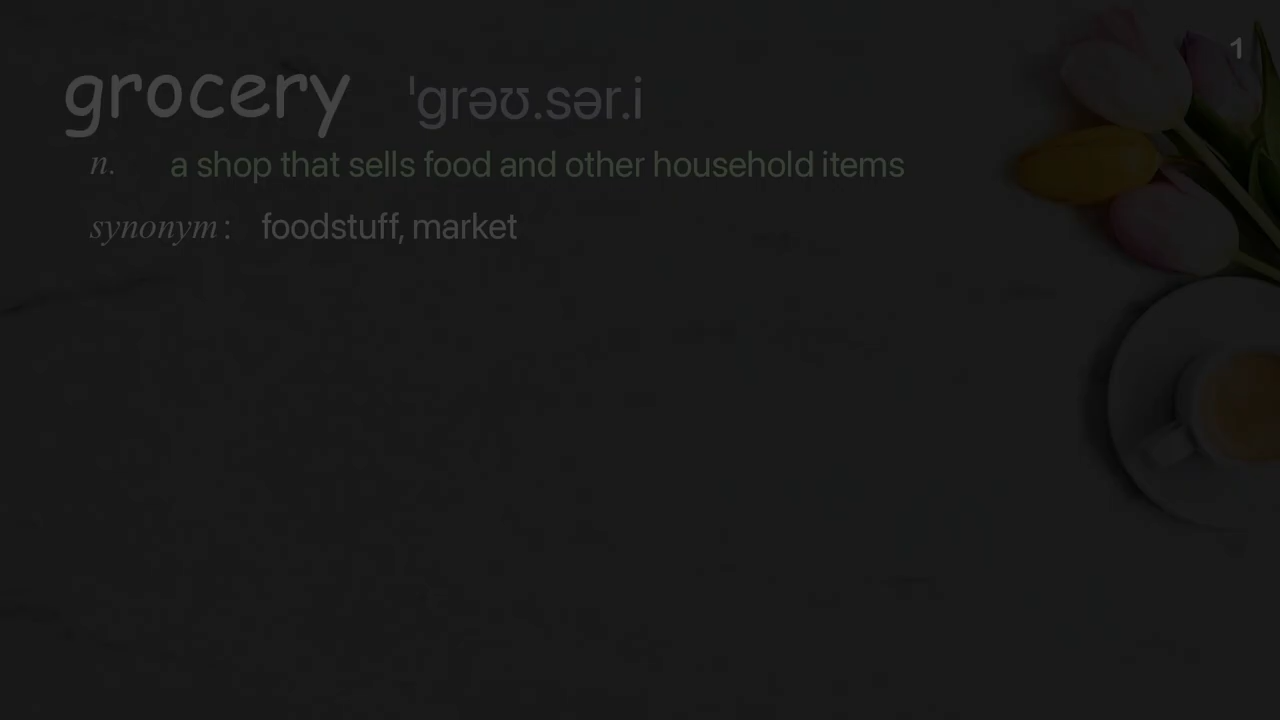 1
grocery ˈɡrəʊ.sər.i
n. a shop that sells food and other household items
synonym: foodstuff, market